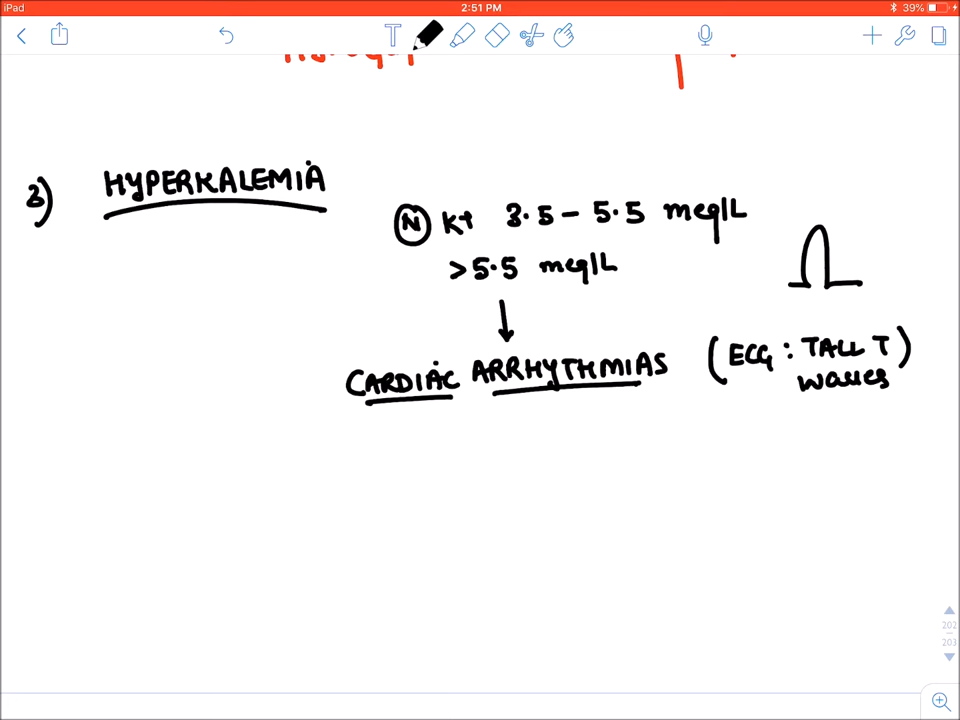 iPad
2:51 PM
39%
T
3) HYPERKALEMIA
(N) K+ 3.5 - 5.5 meq/L
>5.5 meq/L
↓
CARDIAC ARRHYTHMIAS
(ECG : TALL T
waves)
202
203